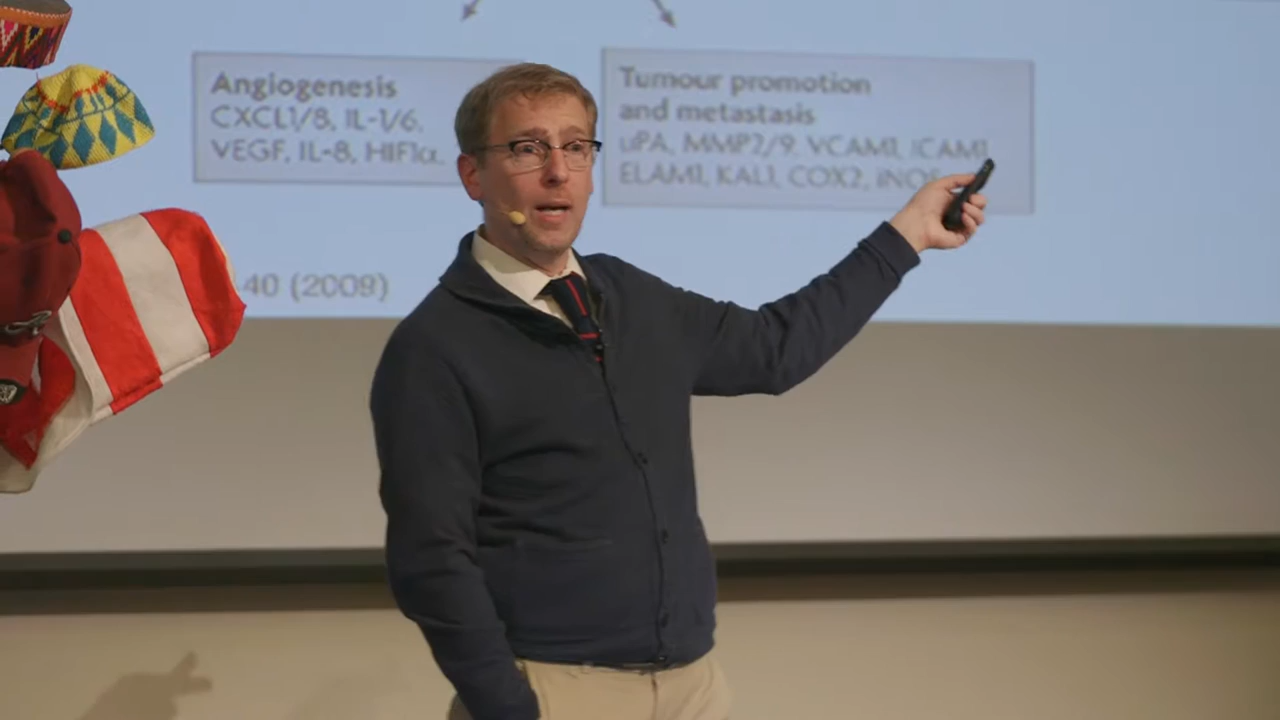 Angiogenesis
CXCL1/8, IL-1/6,
VEGF, IL-8, HIF1α,
Tumour promotion
and metastasis
uPA, MMP2/9, VCAM1, ICAM1,
ELAM1, KAL1, COX2, iNOS
40 (2009)